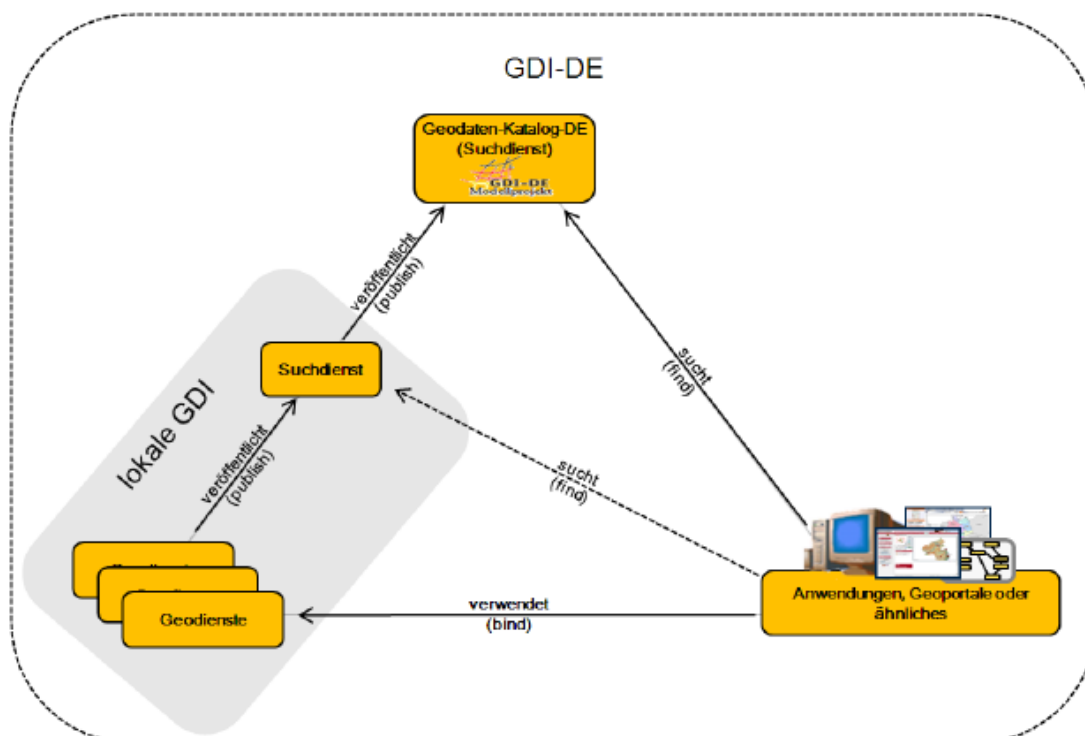 GDI-DE
Geodaten-Katalog-DE
(Suchdienst)
GDI-DE
Modellprojekt
veröffentlicht
(publish)
Suchdienst
sucht
(find)
lokale GDI
veröffentlicht
(publish)
sucht
(find)
Geodienste
verwendet
(bind)
Anwendungen, Geoportale oder
ähnliches